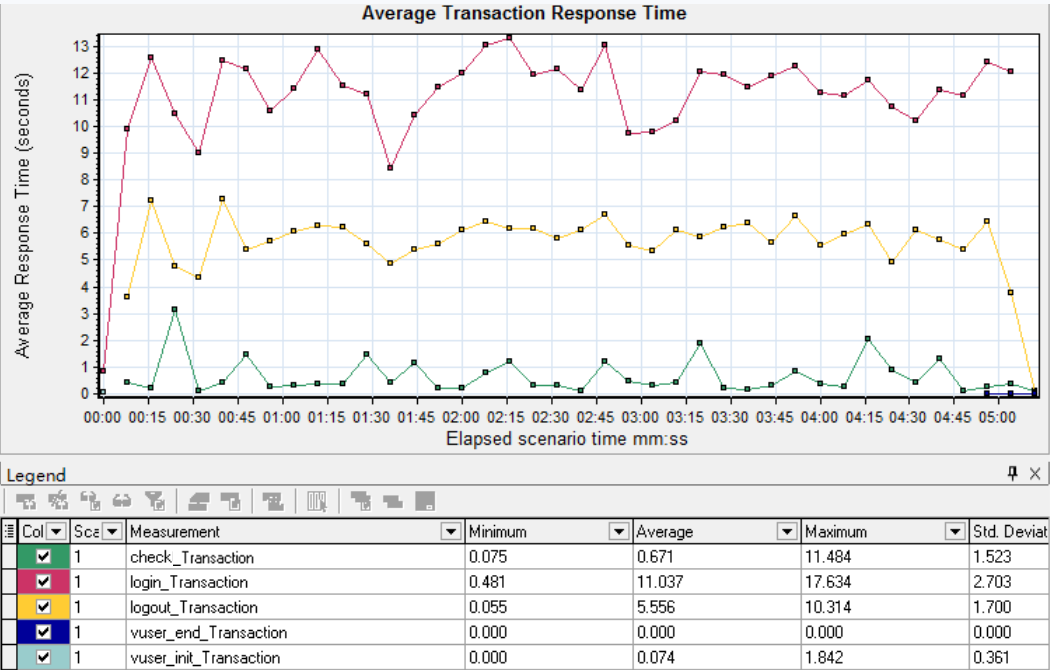 Average Transaction Response Time
Average Response Time (seconds)
13
12
11
10
9
8
7
6
5
4
3
2
1
0
00:00 00:15 00:30 00:45 01:00 01:15 01:30 01:45 02:00 02:15 02:30 02:45 03:00 03:15 03:30 03:45 04:00 04:15 04:30 04:45 05:00
Elapsed scenario time mm:ss
Legend
Col Sca Measurement Minimum Average Maximum Std. Deviat
1 check_Transaction 0.075 0.671 11.484 1.523
1 login_Transaction 0.481 11.037 17.634 2.703
1 logout_Transaction 0.055 5.556 10.314 1.700
1 vuser_end_Transaction 0.000 0.000 0.000 0.000
1 vuser_init_Transaction 0.000 0.074 1.842 0.361